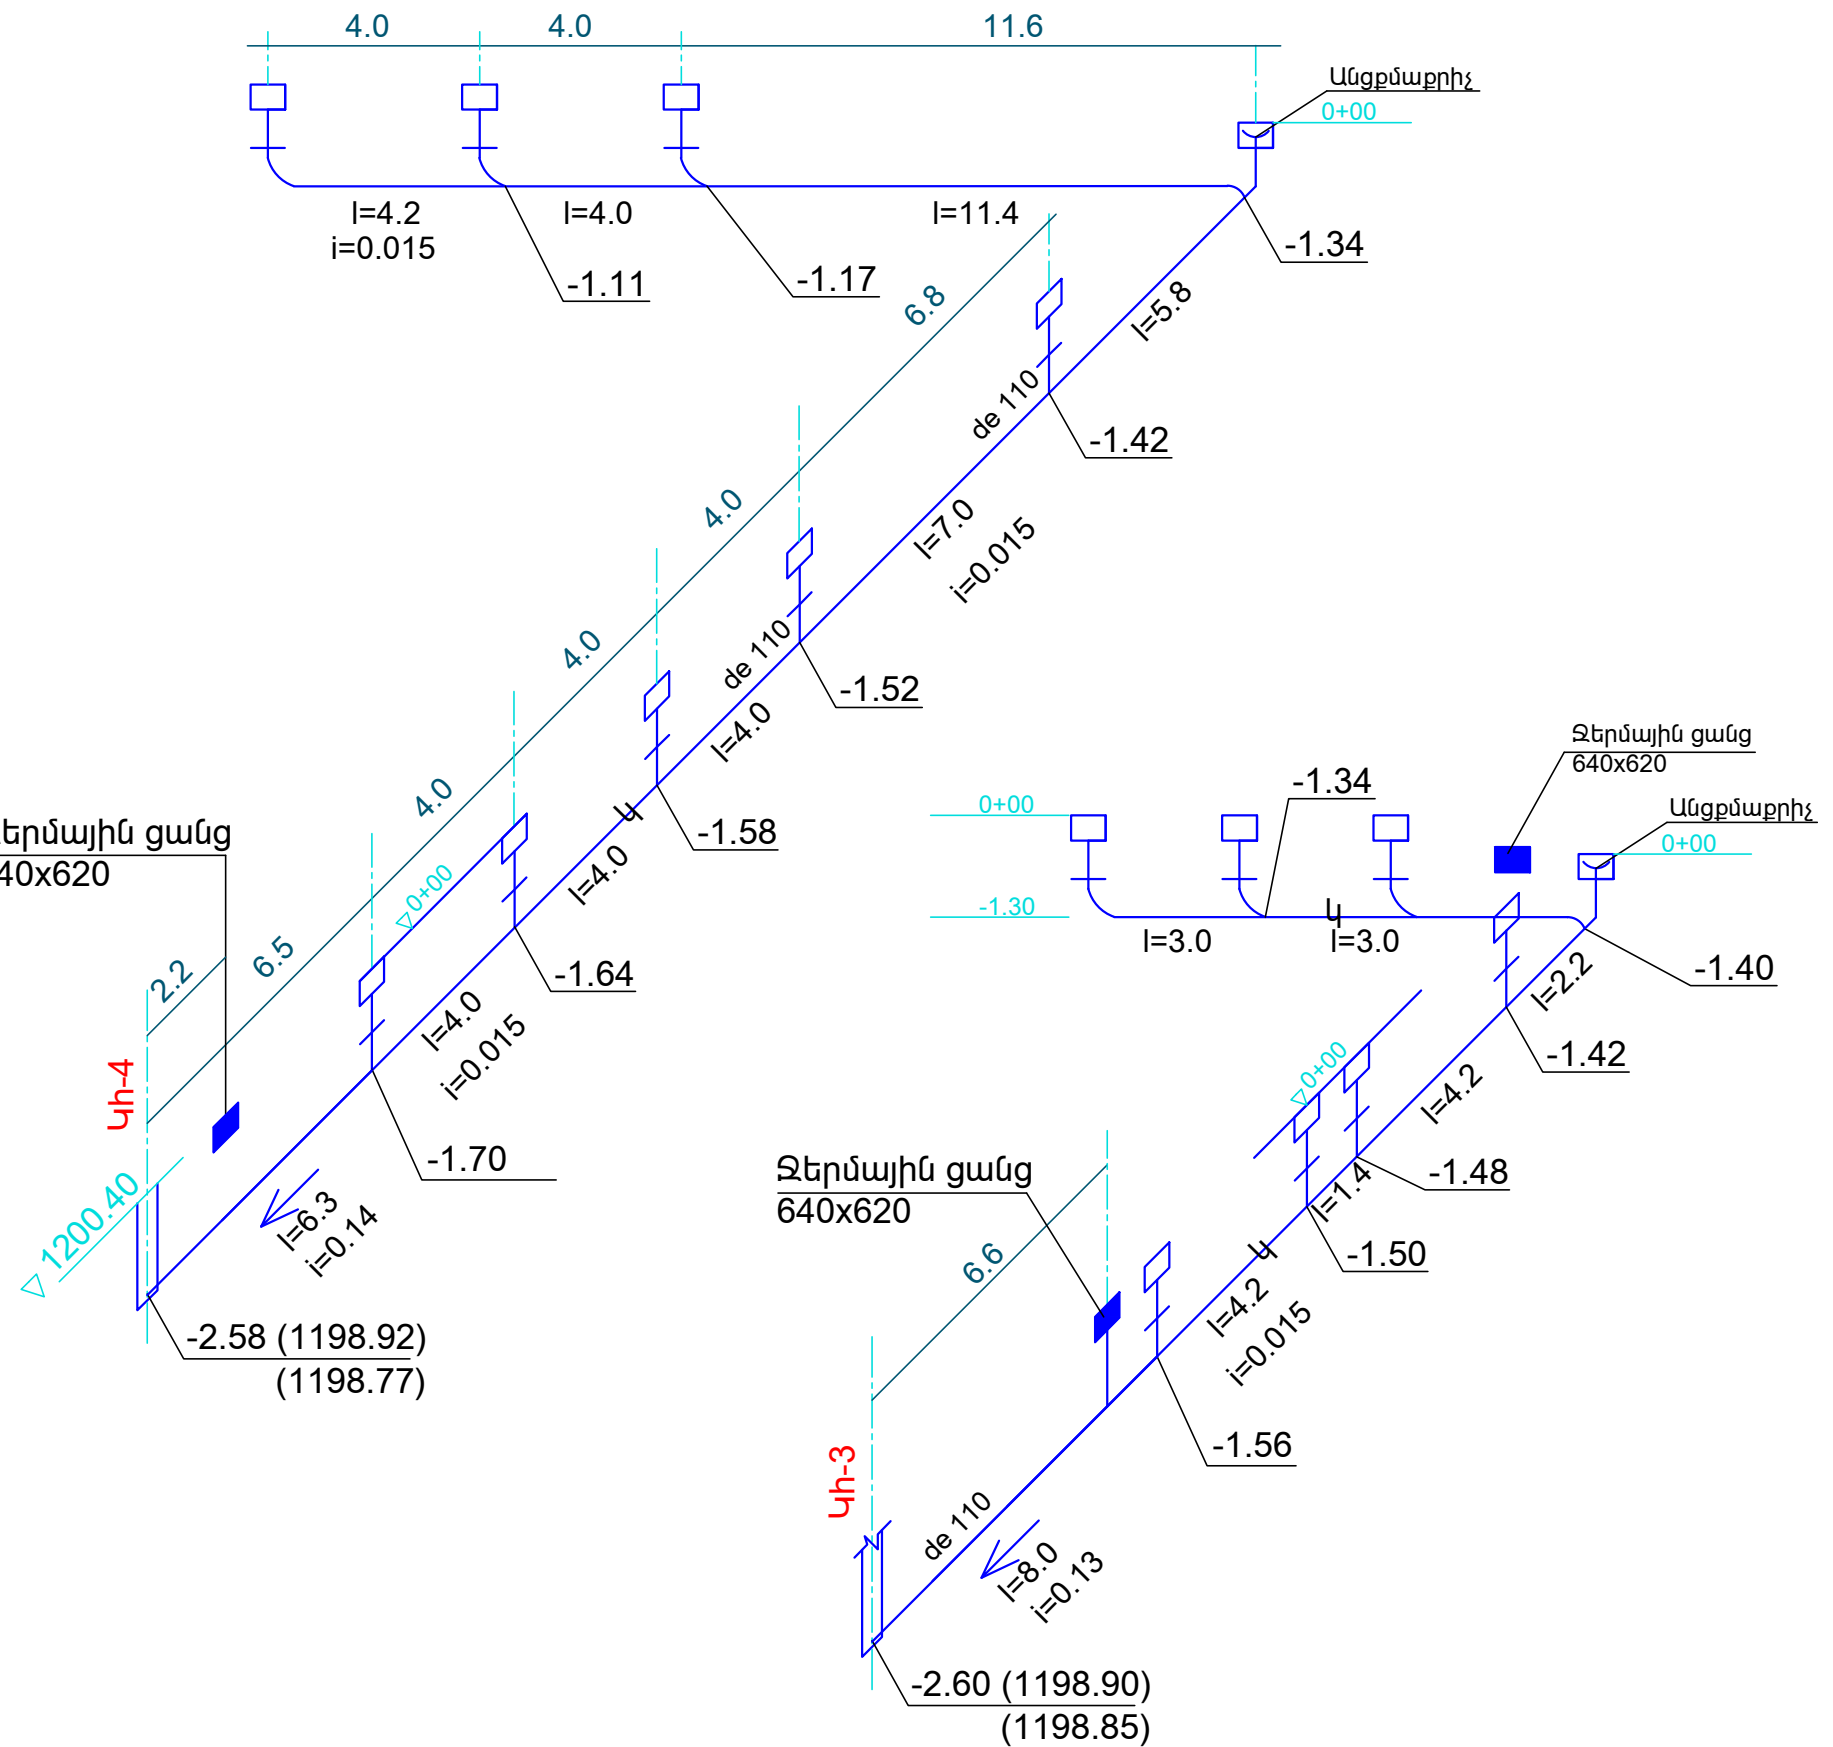 4.0
4.0
11.6
Անցքմաքրիչ
0+00
l=4.2
i=0.015
l=4.0
l=11.4
-1.11
-1.17
-1.34
6.8
l=5.8
de 110
-1.42
4.0
l=7.0
i=0.015
4.0
de 110
-1.52
l=4.0
4.0
կ
-1.58
երմային ցանց
40x620
0+00
l=4.0
-1.64
2.2
6.5
l=4.0
i=0.015
Կի-4
-1.70
1200.40
l=6.3
i=0.14
-2.58 (1198.92)
(1198.77)
Ջերմային ցանց
640x620
Անցքմաքրիչ
0+00
-1.34
0+00
-1.30
կ
l=3.0
l=3.0
-1.40
l=2.2
-1.42
0+00
l=4.2
-1.48
l=1.4
Ջերմային ցանց
640x620
կ
-1.50
6.6
l=4.2
i=0.015
-1.56
Կի-3
de 110
l=8.0
i=0.13
-2.60 (1198.90)
(1198.85)